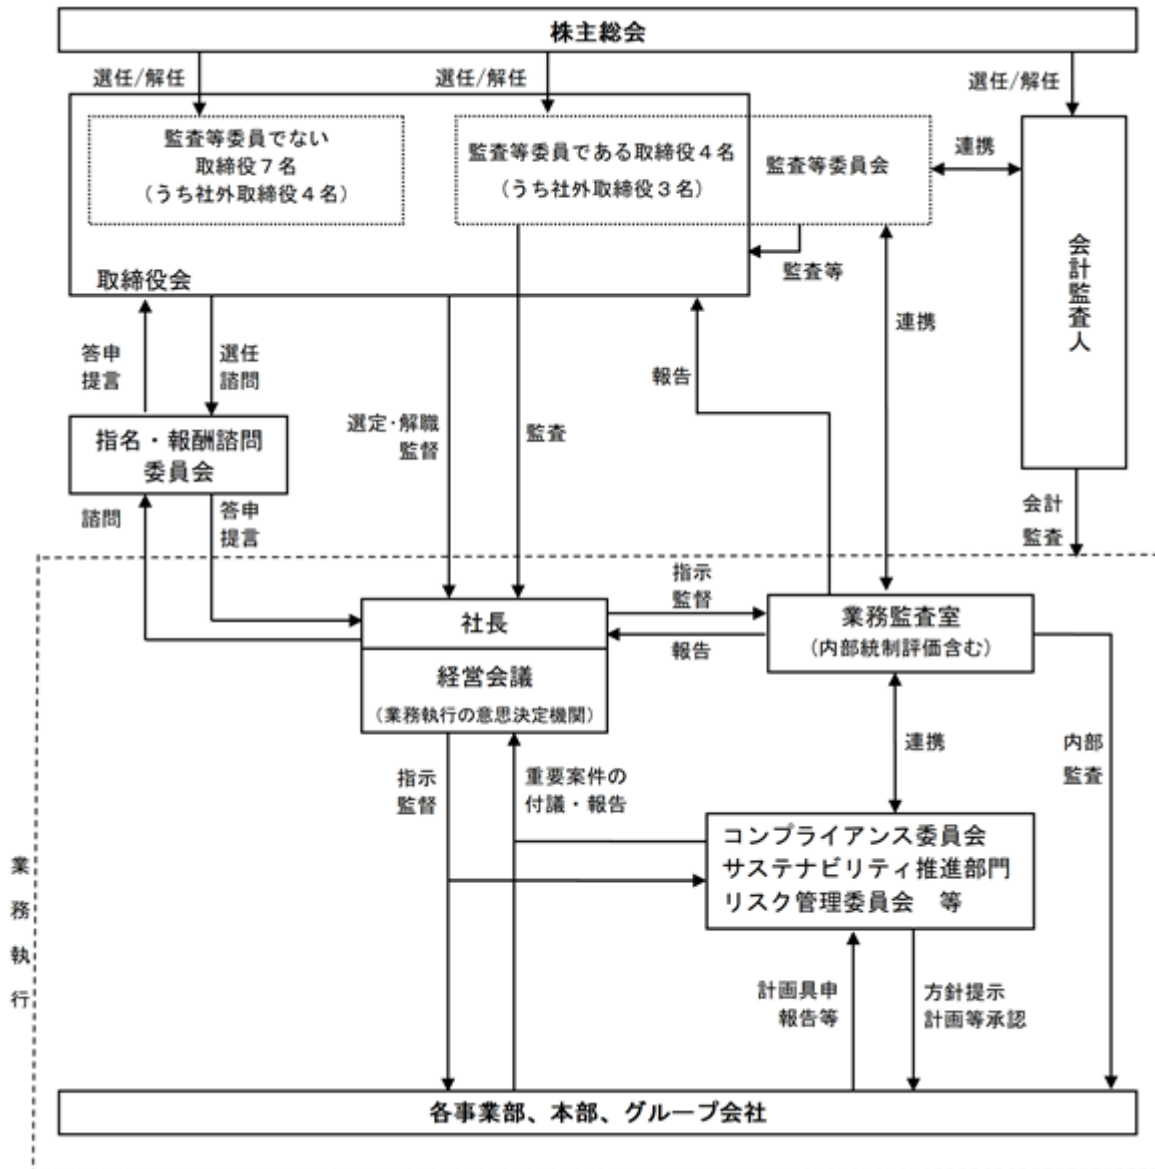 株主総会
選任/解任
選任/解任
選任/解任
監査等委員でない
取締役７名
（うち社外取締役４名）
監査等委員である取締役４名
（うち社外取締役３名）
監査等委員会
連携
会計監査人
取締役会
監査等
連携
答申
提言
選任
諮問
報告
選定・解職
監督
監査
指名・報酬諮問
委員会
諮問
答申
提言
会計
監査
指示
監督
社長
業務監査室
（内部統制評価含む）
報告
経営会議
（業務執行の意思決定機関）
連携
内部
監査
指示
監督
重要案件の
付議・報告
コンプライアンス委員会
サステナビリティ推進部門
リスク管理委員会　等
業務執行
計画具申
報告等
方針提示
計画等承認
各事業部、本部、グループ会社